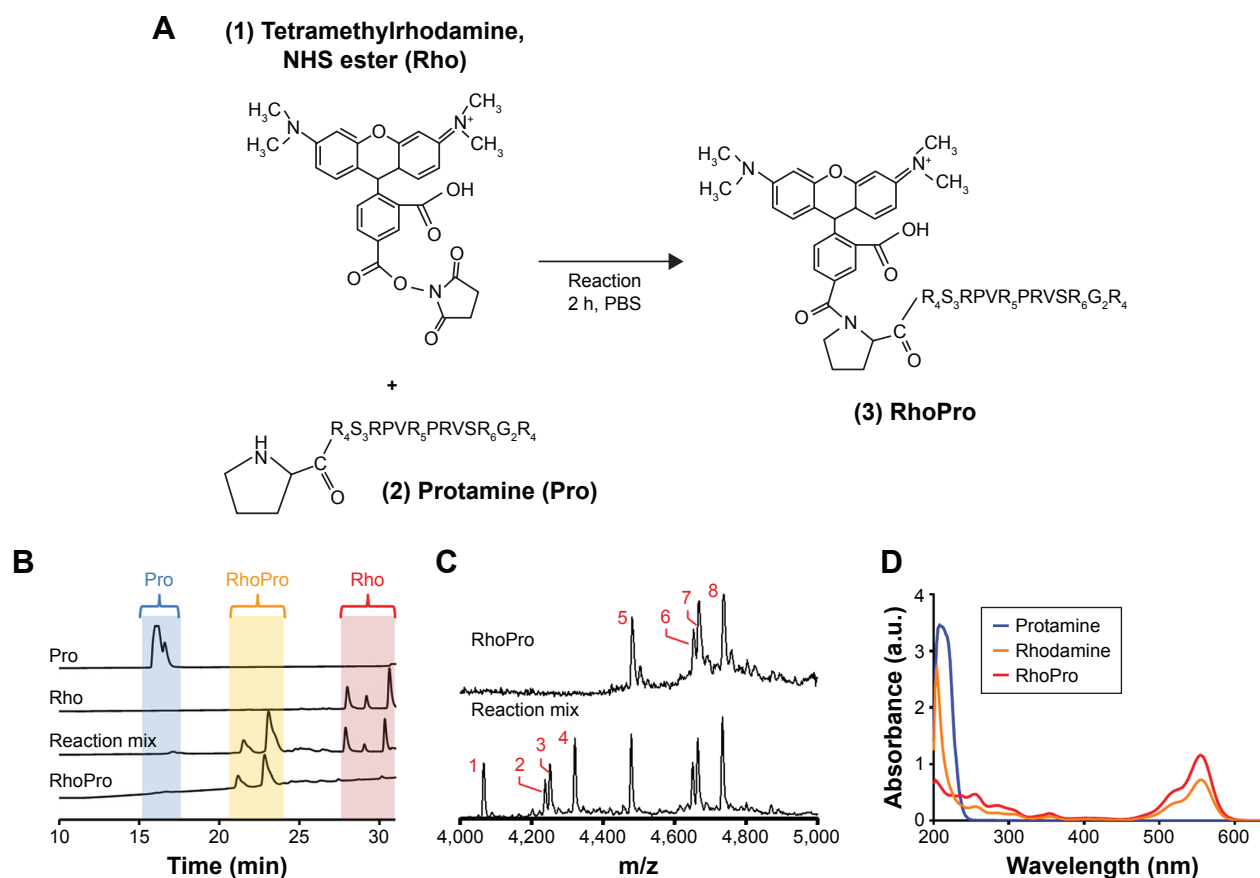 A
(1) Tetramethylrhodamine,
NHS ester (Rho)
H₃C
N
H₃C
O
CH₃
N⁺
CH₃
OH
O
O
O
N
O
O
+
H
N
C
O
R₄S₃RPVR₅PRVSR₆G₂R₄
(2) Protamine (Pro)
Reaction
2 h, PBS
H₃C
N
H₃C
O
CH₃
N⁺
CH₃
OH
O
O
N
C
O
R₄S₃RPVR₅PRVSR₆G₂R₄
(3) RhoPro
B
Pro
RhoPro
Rho
Pro
Rho
Reaction mix
RhoPro
10 15 20 25 30
Time (min)
C
RhoPro
5
6
7
8
Reaction mix
1
2
3
4
4,000 4,200 4,400 4,600 4,800 5,000
m/z
D
Absorbance (a.u.)
4
3
2
1
0
Protamine
Rhodamine
RhoPro
200 300 400 500 600
Wavelength (nm)